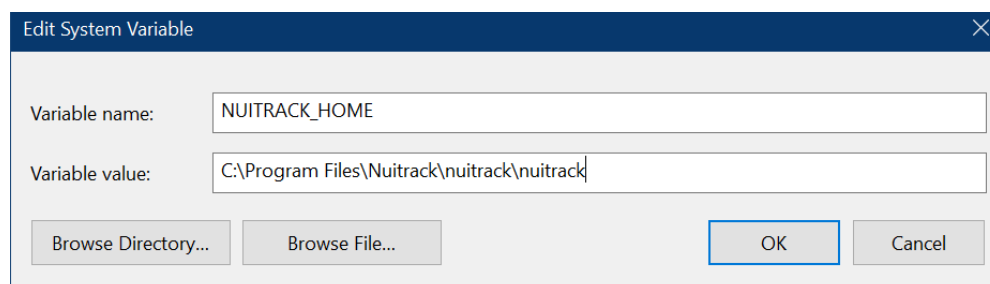 Edit System Variable
Variable name: NUITRACK_HOME
Variable value: C:\Program Files\Nuitrack\nuitrack\nuitrack
Browse Directory... Browse File... OK Cancel